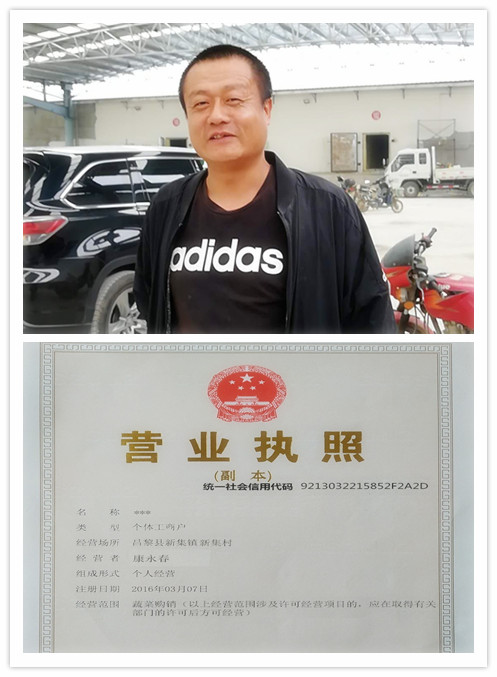 adidas
营业执照
(副 本)
统一社会信用代码 9213032215852F2A2D
名 称 ***
类 型 个体工商户
经营场所 昌黎县新集镇新集村
经 营 者 康永春
组成形式 个人经营
注册日期 2016年03月07日
经营范围 蔬菜购销(以上经营范围涉及许可经营项目的,应在取得有关
部门的许可后方可经营)